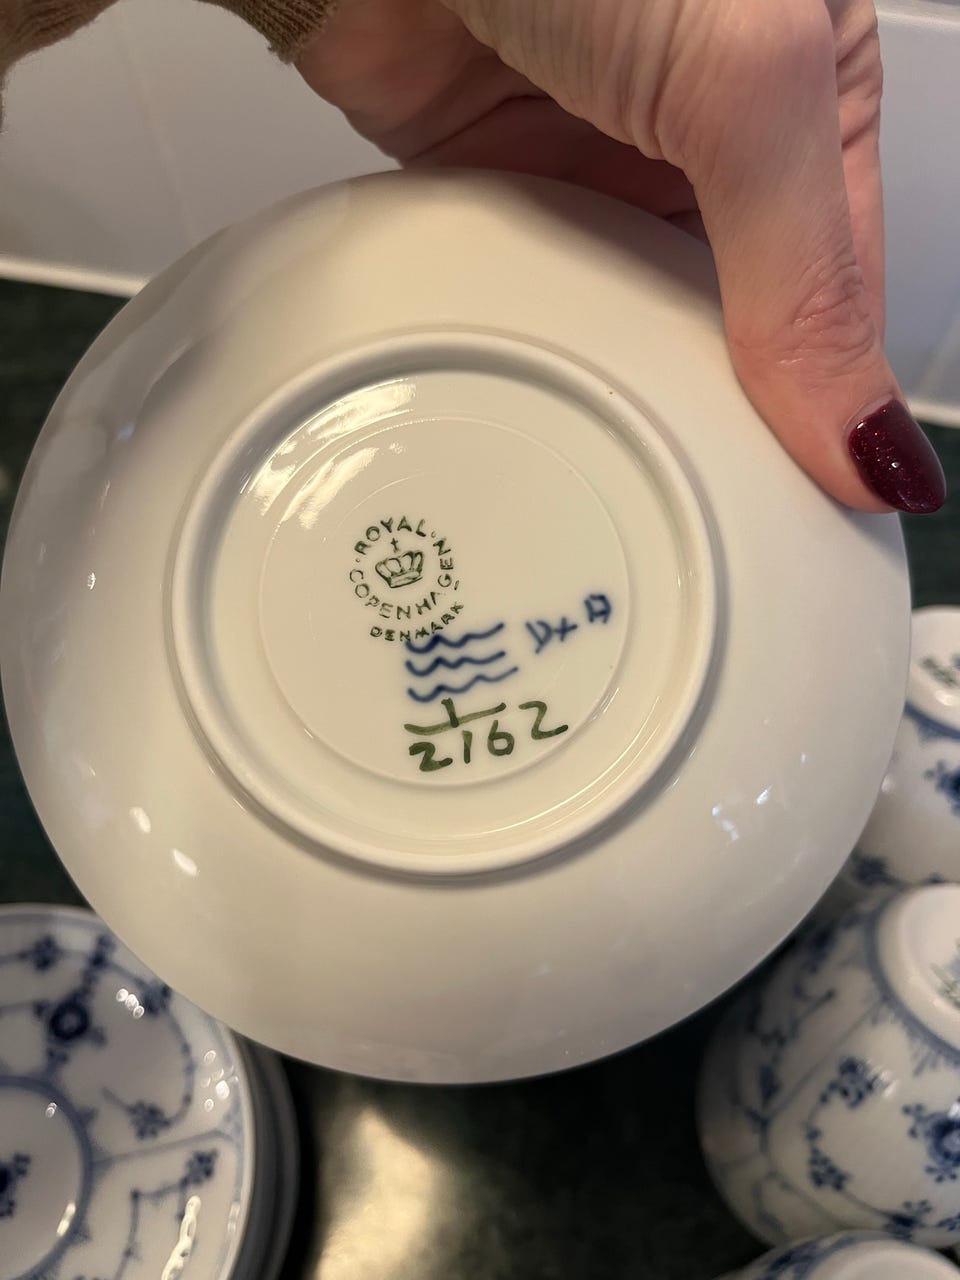 ROYAL
COPENHAGEN
DENMARK
1
2162